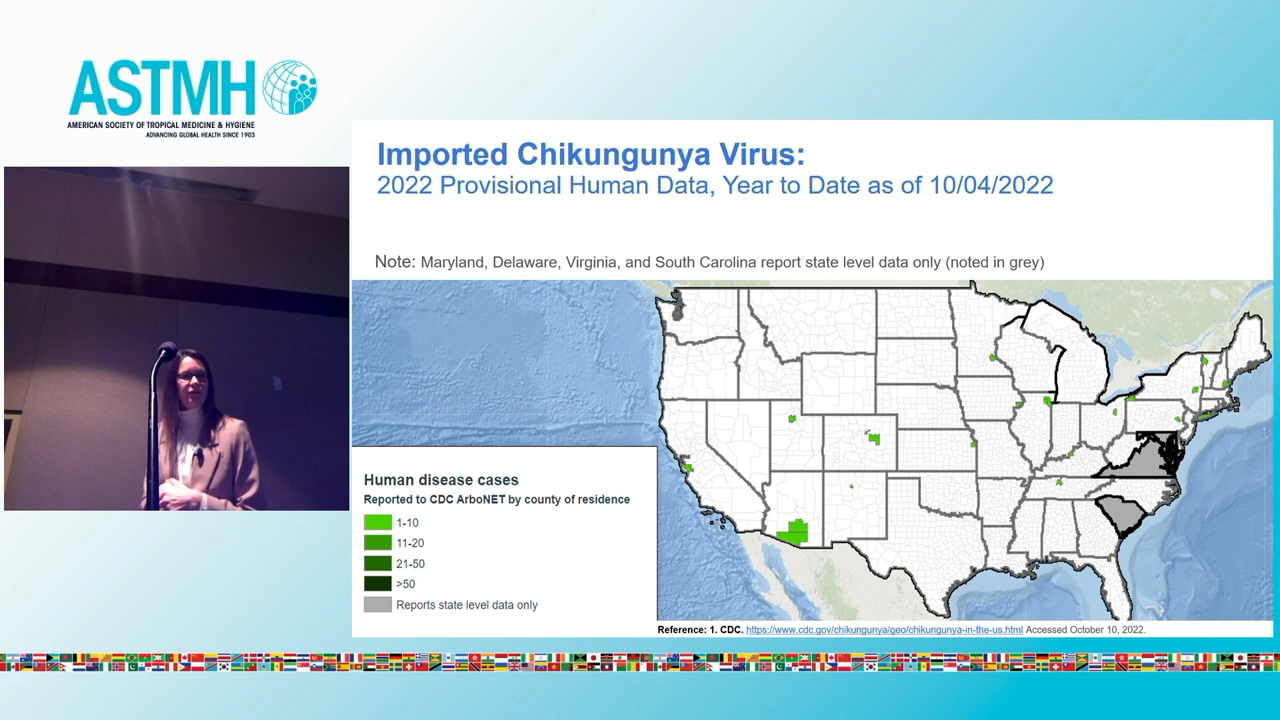 ASTMH
AMERICAN SOCIETY OF TROPICAL MEDICINE & HYGIENE
ADVANCING GLOBAL HEALTH SINCE 1903
Imported Chikungunya Virus:
2022 Provisional Human Data, Year to Date as of 10/04/2022
Note: Maryland, Delaware, Virginia, and South Carolina report state level data only (noted in grey)
Human disease cases
Reported to CDC ArboNET by county of residence
1-10
11-20
21-50
>50
Reports state level data only
Reference: 1. CDC. https://www.cdc.gov/chikungunya/geo/chikungunya-in-the-us.html Accessed October 10, 2022.